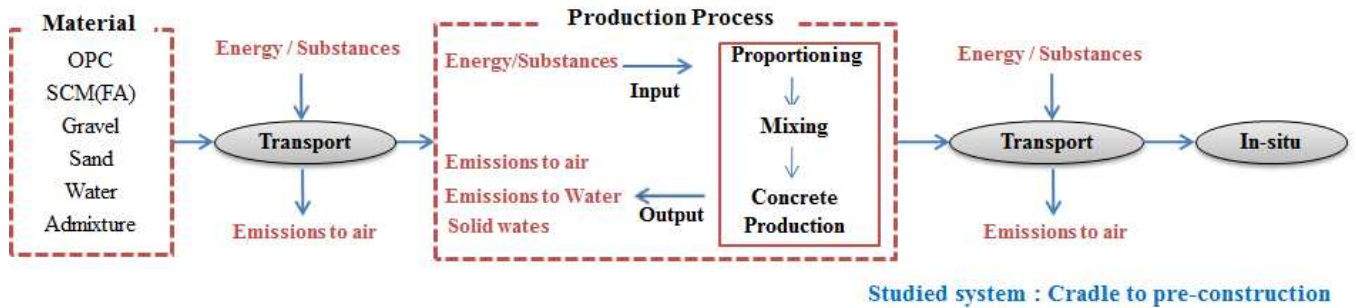 Material
OPC
SCM(FA)
Gravel
Sand
Water
Admixture
Energy / Substances
Transport
Emissions to air
Production Process
Energy/Substances
Input
Proportioning
Mixing
Concrete
Production
Emissions to air
Emissions to Water
Solid wates
Output
Energy / Substances
Transport
Emissions to air
In-situ
Studied system : Cradle to pre-construction